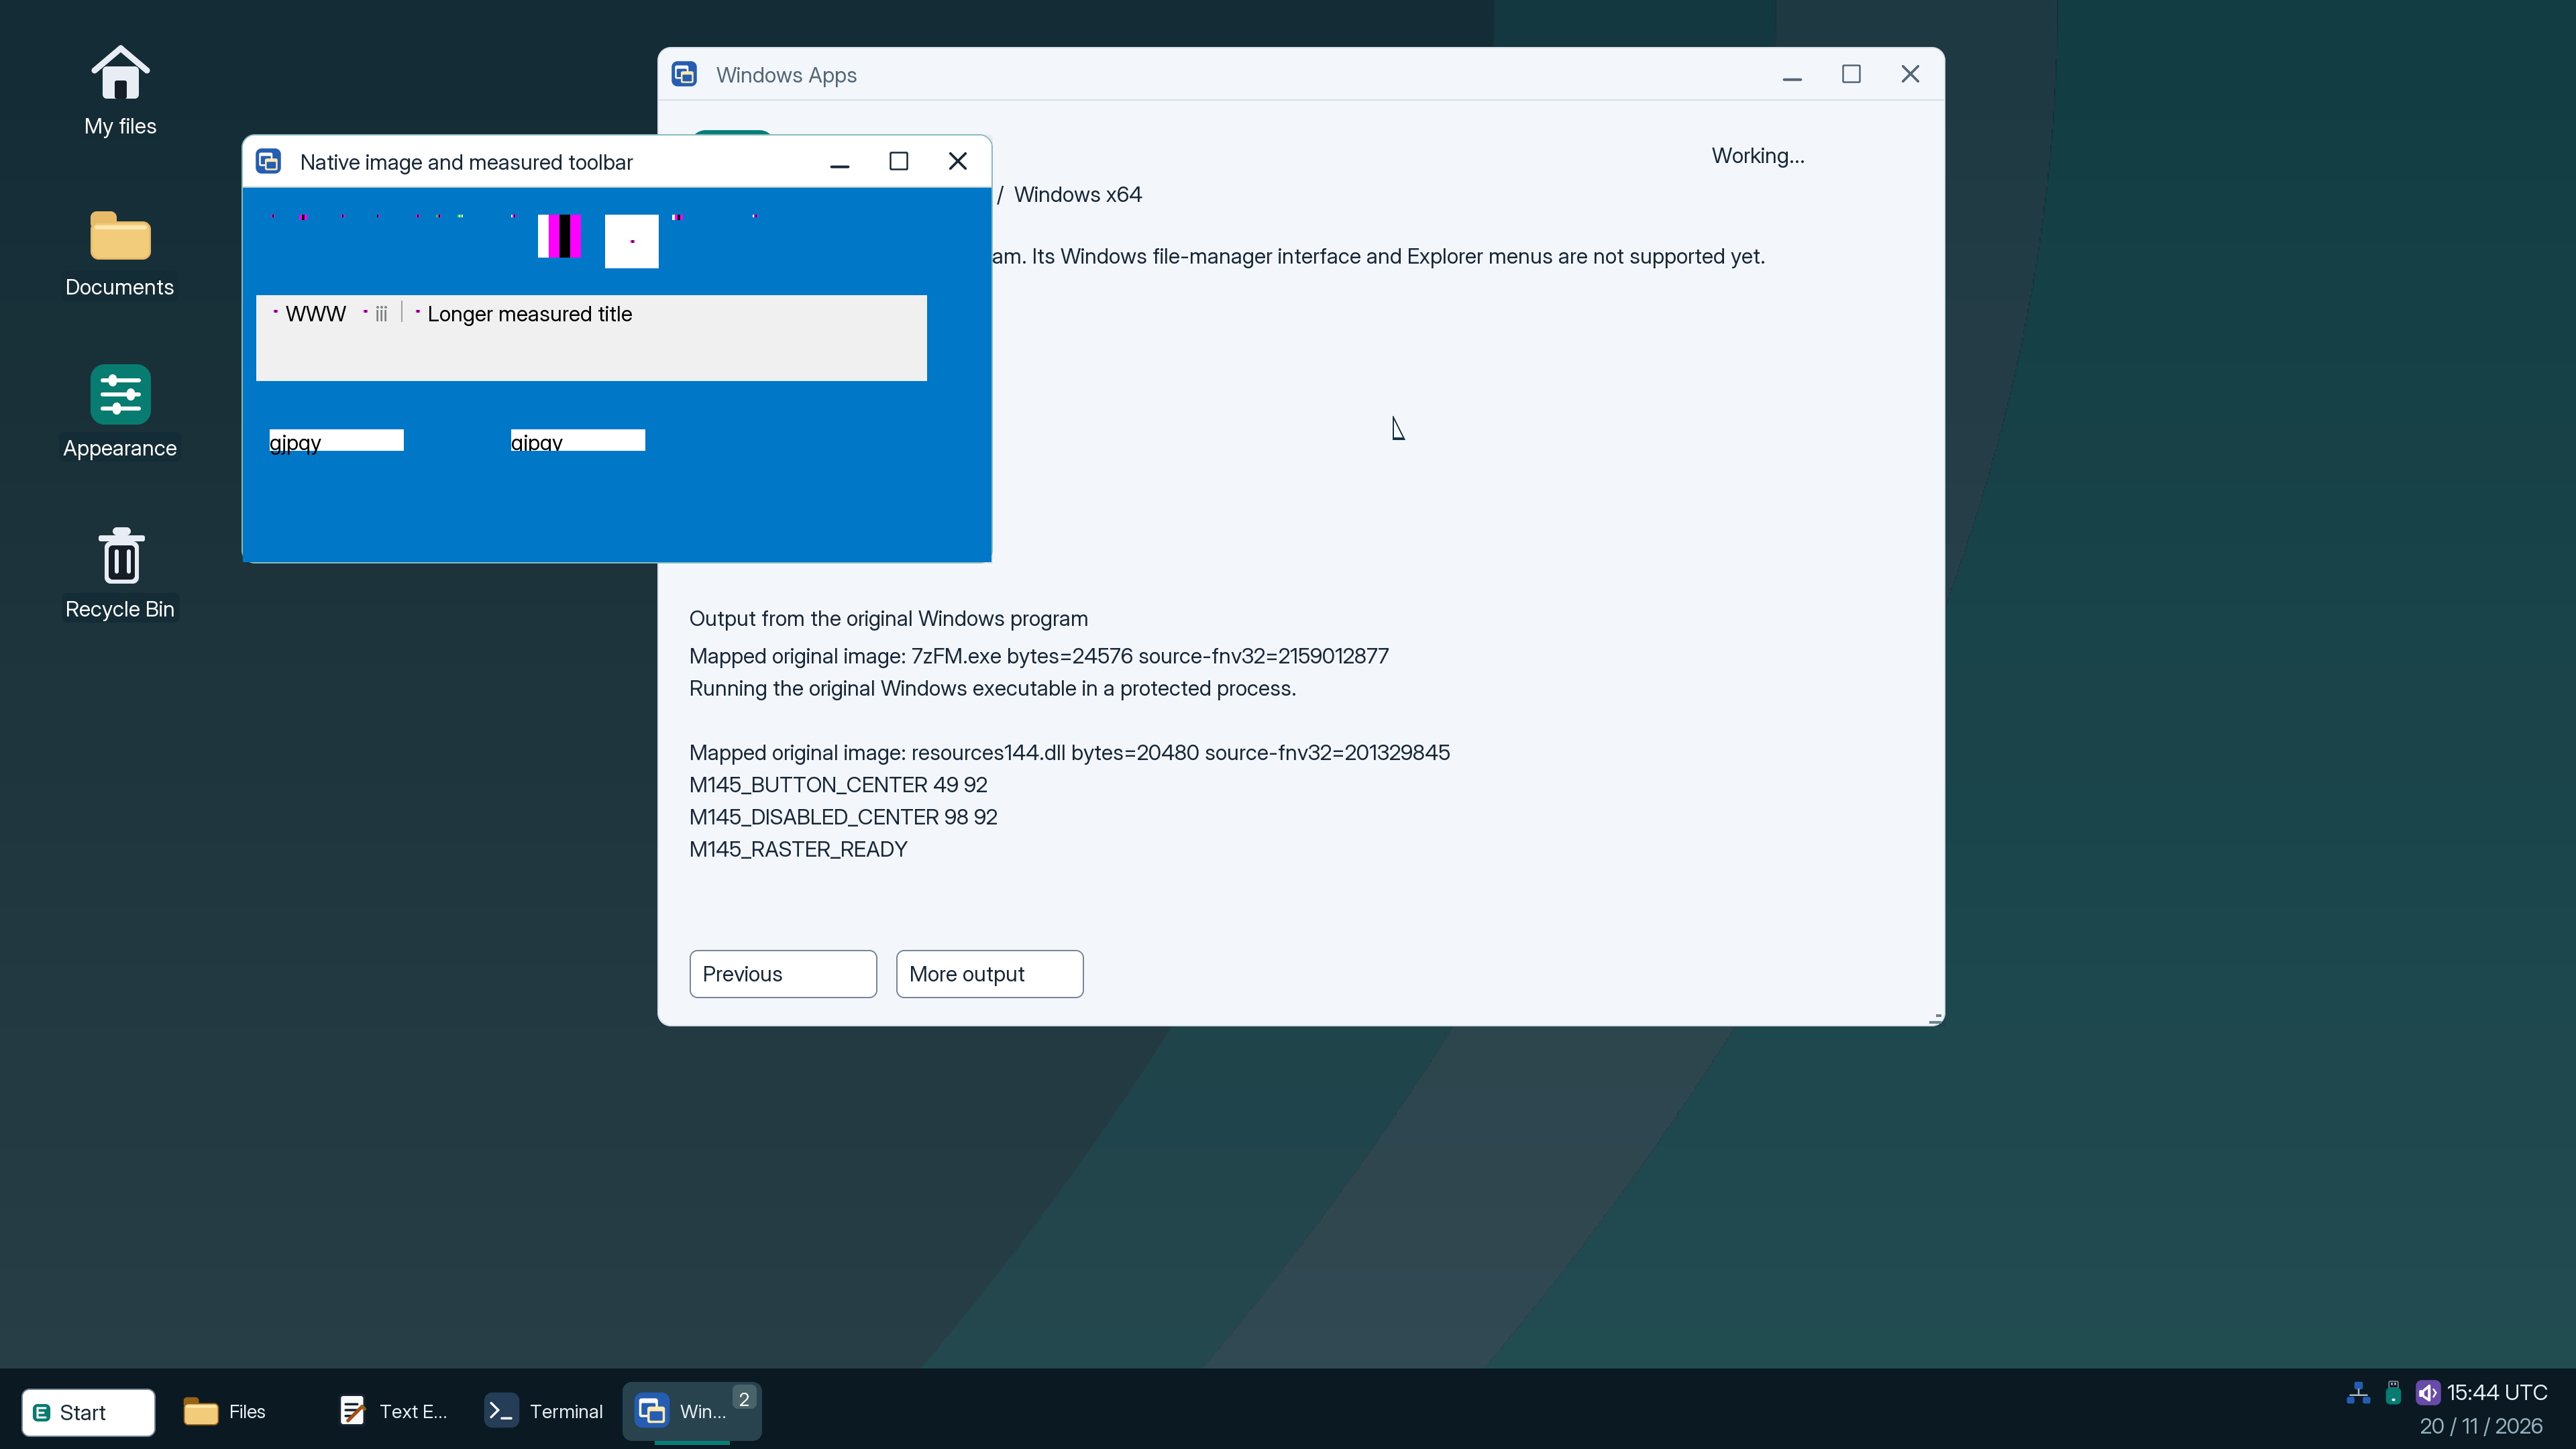 My files
Documents
Appearance
Recycle Bin
Windows Apps
Working...
/ Windows x64
am. Its Windows file-manager interface and Explorer menus are not supported yet.
Native image and measured toolbar
WWW iii Longer measured title
gjpqy gjpqy
Output from the original Windows program
Mapped original image: 7zFM.exe bytes=24576 source-fnv32=2159012877
Running the original Windows executable in a protected process.
Mapped original image: resources144.dll bytes=20480 source-fnv32=201329845
M145_BUTTON_CENTER 49 92
M145_DISABLED_CENTER 98 92
M145_RASTER_READY
Previous More output
Start Files Text E... Terminal Win... 2
15:44 UTC
20 / 11 / 2026